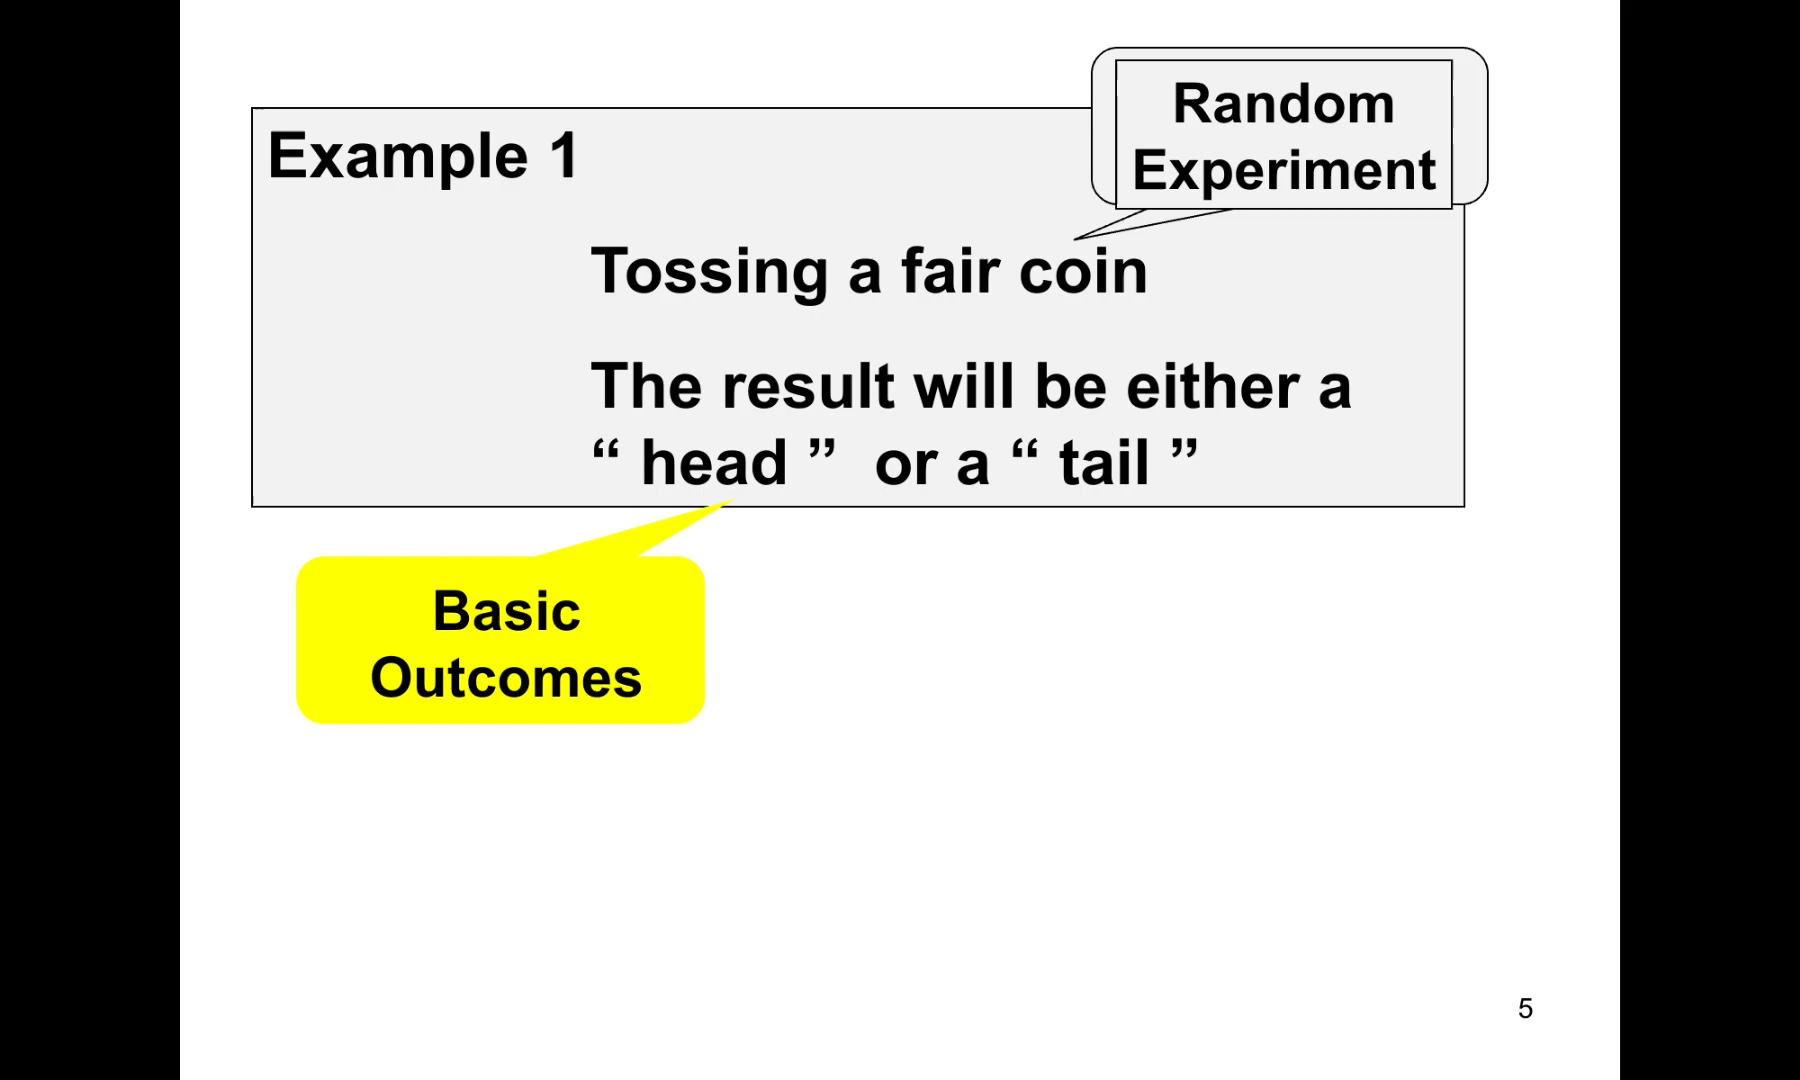 Random
Experiment
Example 1
Tossing a fair coin
The result will be either a
“ head ”  or a “ tail ”
Basic
Outcomes
5